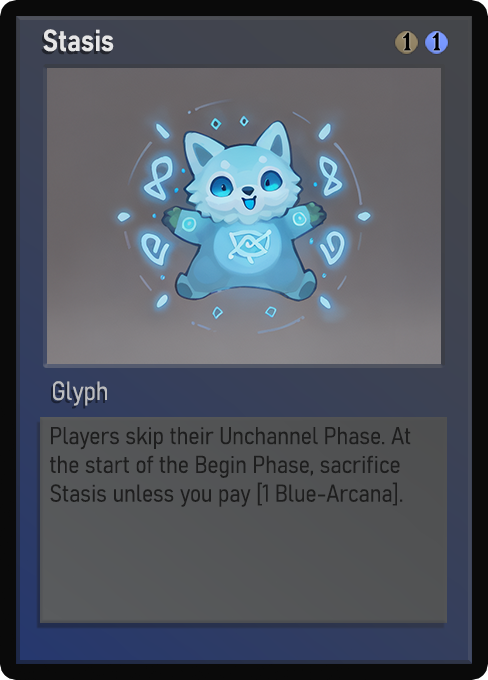 Stasis
1 1
Glyph
Players skip their Unchannel Phase. At
the start of the Begin Phase, sacrifice
Stasis unless you pay [1 Blue-Arcana].